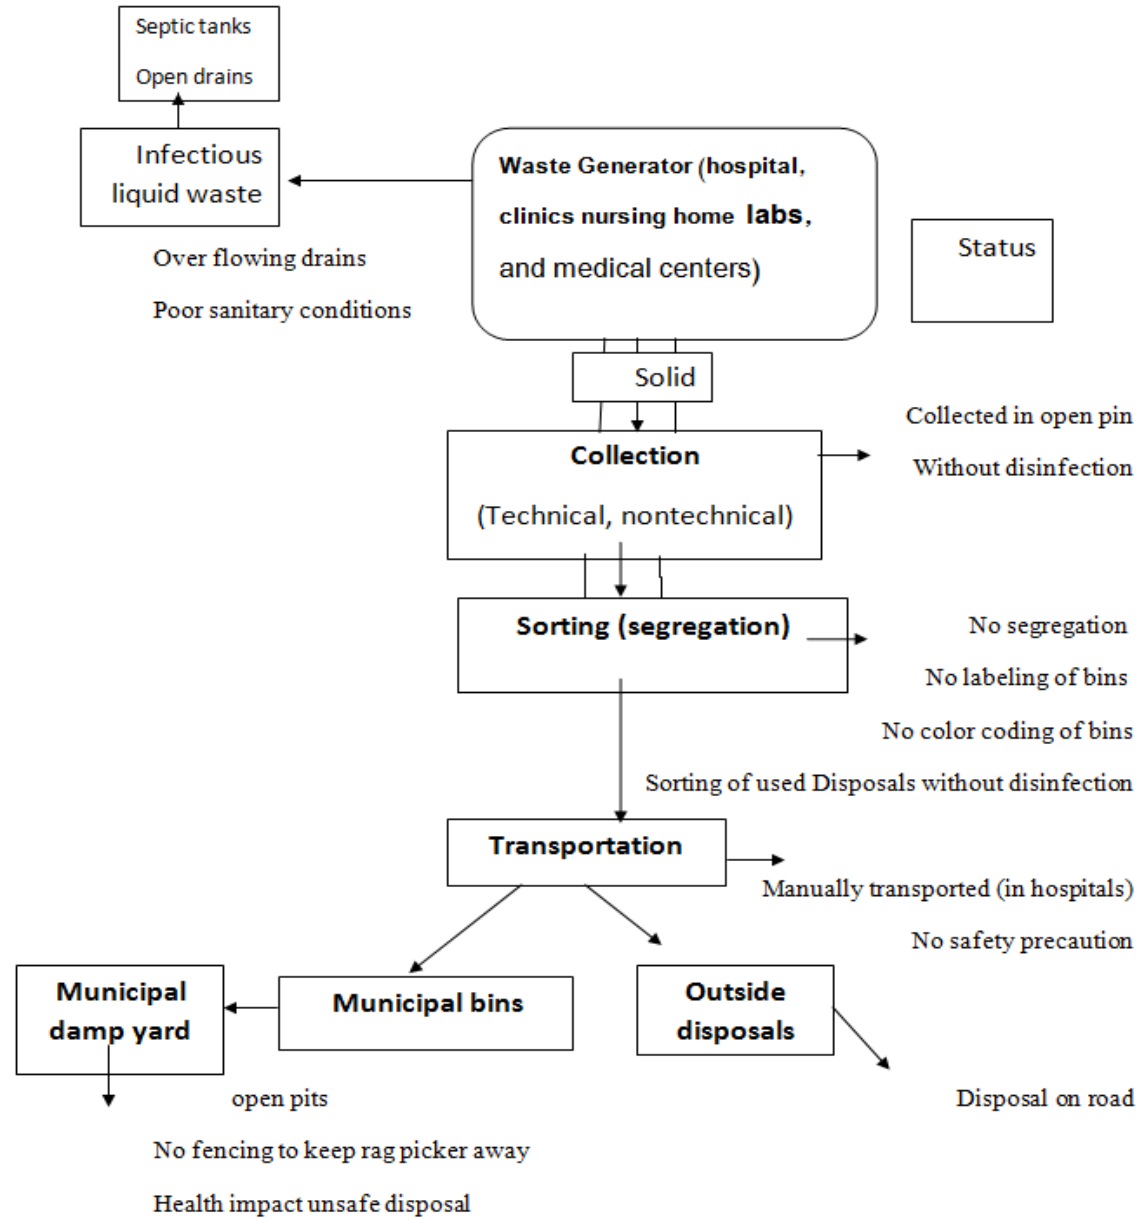 Septic tanks
Open drains
Infectious
liquid waste
Waste Generator (hospital,
clinics nursing home labs,
and medical centers)
Status
Over flowing drains
Poor sanitary conditions
Solid
Collected in open pin
Without disinfection
Collection
(Technical, nontechnical)
Sorting (segregation)
No segregation
No labeling of bins
No color coding of bins
Sorting of used Disposals without disinfection
Transportation
Manually transported (in hospitals)
No safety precaution
Municipal
damp yard
Municipal bins
Outside
disposals
open pits
Disposal on road
No fencing to keep rag picker away
Health impact unsafe disposal